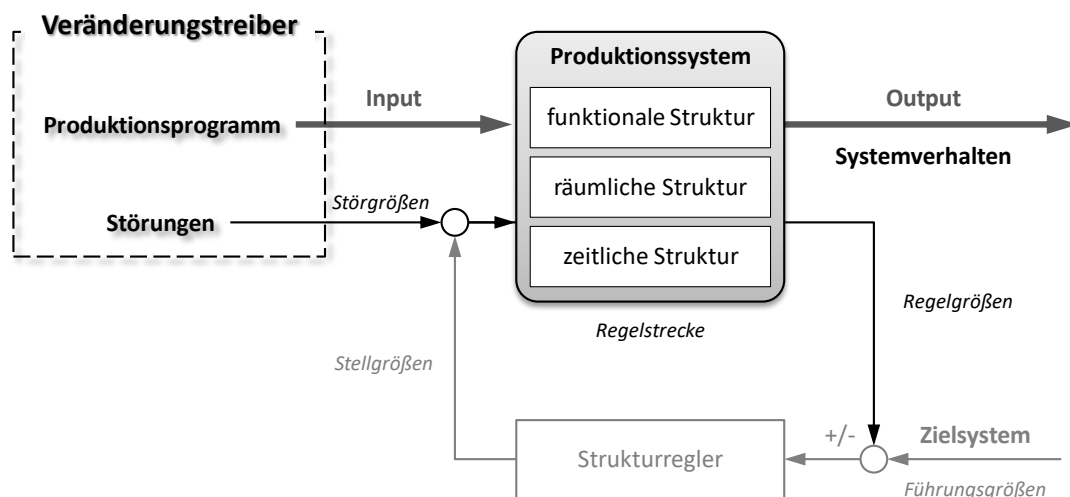 Veränderungstreiber
Produktionssystem
Input
Output
funktionale Struktur
Produktionsprogramm
Systemverhalten
räumliche Struktur
Störgrößen
Störungen
zeitliche Struktur
Regelgrößen
Regelstrecke
Stellgrößen
+/-
Zielsystem
Strukturregler
Führungsgrößen